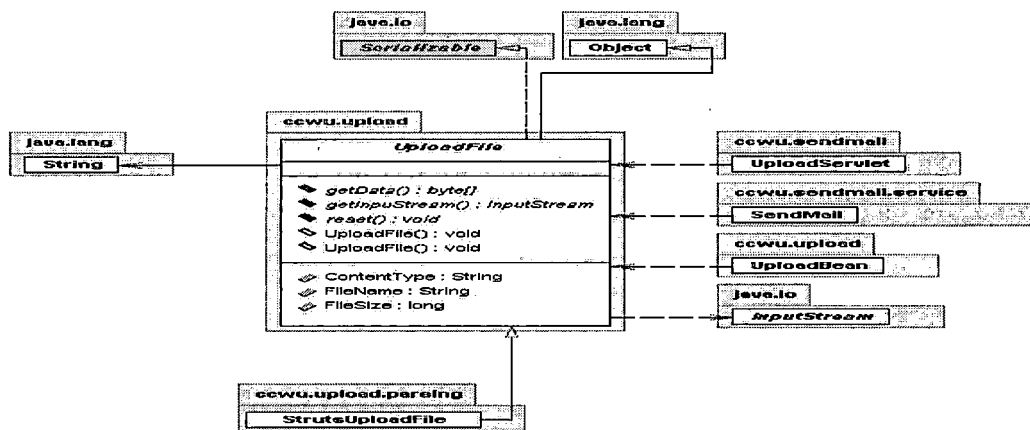 java.io
Serializable
java.lang
Object
ccwu.upload
UploadFile
java.lang
String
getData() : byte[]
getInpuStream() : InputStream
reset() : void
UploadFile() : void
UploadFile() : void
ContentType : String
FileName : String
FileSize : long
ccwu.sendmail
UploadServlet
ccwu.sendmail.service
SendMail
ccwu.upload
UploadBean
java.io
InputStream
ccwu.upload.parsing
StrutsUploadFile